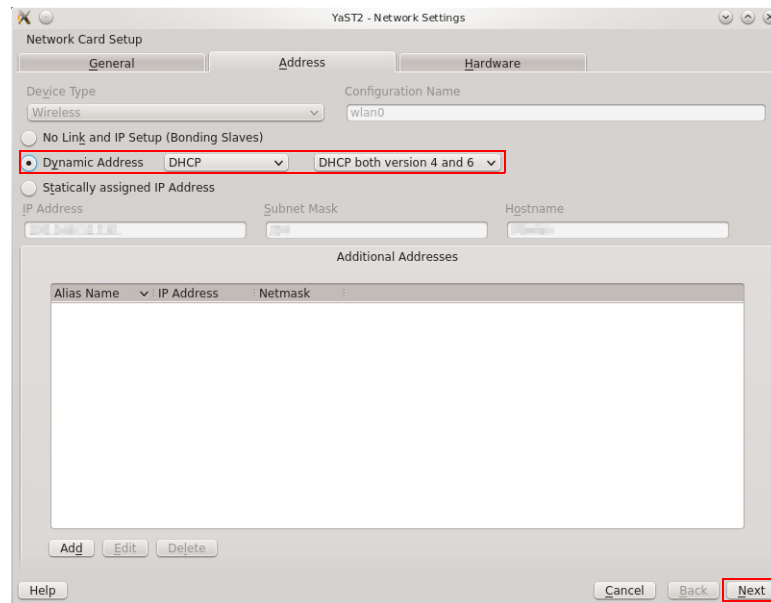 YaST2 - Network Settings
Network Card Setup
General Address Hardware
Device Type Configuration Name
Wireless wlan0
No Link and IP Setup (Bonding Slaves)
Dynamic Address DHCP DHCP both version 4 and 6
Statically assigned IP Address
IP Address Subnet Mask Hostname
Additional Addresses
Alias Name IP Address Netmask
Add Edit Delete
Help Cancel Back Next